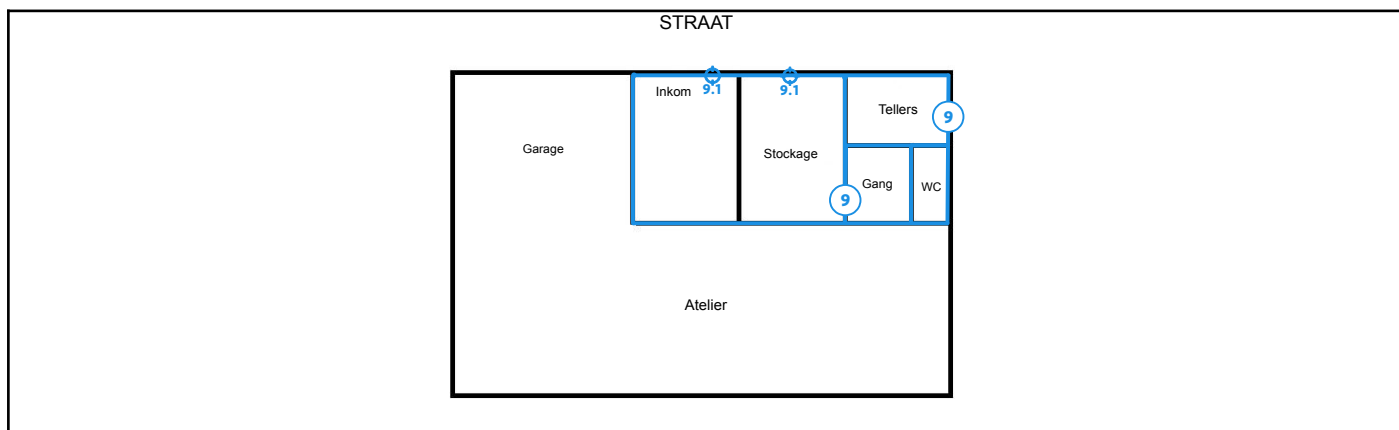 STRAAT
Inkom
9.1
9.1
Tellers
9
Garage
Stockage
Gang
WC
9
Atelier